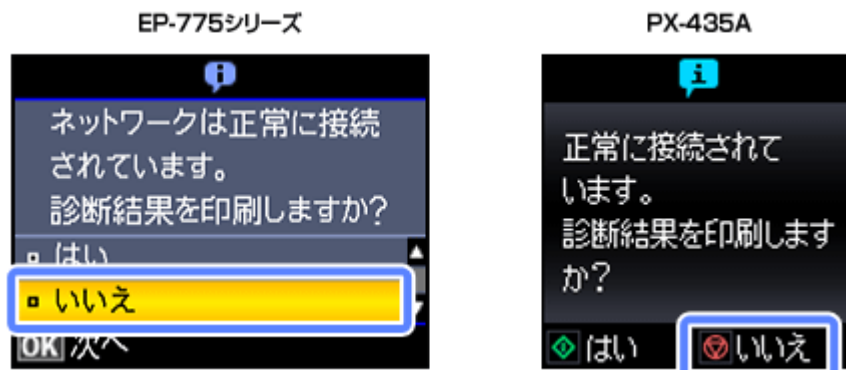 EP-775シリーズ
ネットワークは正常に接続
されています。
診断結果を印刷しますか?
はい
いいえ
OK 次へ
PX-435A
i
正常に接続されて
います。
診断結果を印刷します
か?
はい いいえ